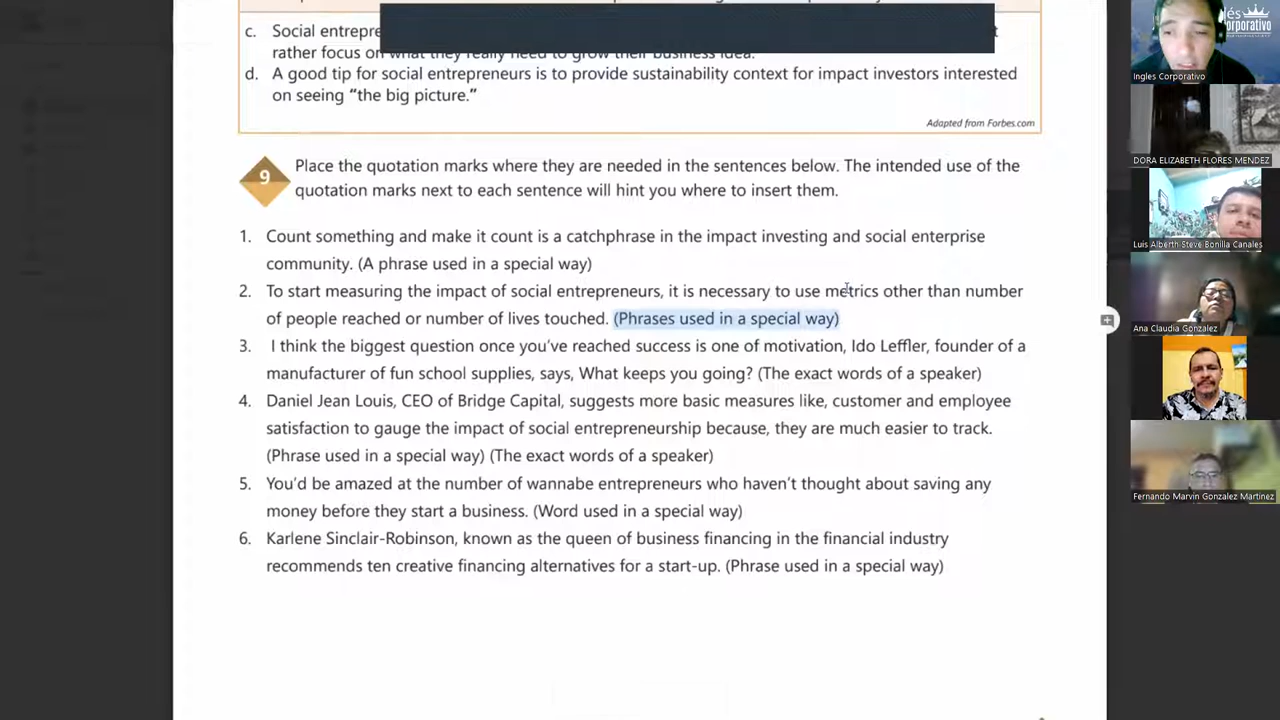 c. Social entrepre t
rather focus on what they really need to grow their business idea.
d. A good tip for social entrepreneurs is to provide sustainability context for impact investors interested
on seeing “the big picture.”
Adapted from Forbes.com
9 Place the quotation marks where they are needed in the sentences below. The intended use of the
quotation marks next to each sentence will hint you where to insert them.
1. Count something and make it count is a catchphrase in the impact investing and social enterprise
community. (A phrase used in a special way)
2. To start measuring the impact of social entrepreneurs, it is necessary to use metrics other than number
of people reached or number of lives touched. (Phrases used in a special way)
3. I think the biggest question once you’ve reached success is one of motivation, Ido Leffler, founder of a
manufacturer of fun school supplies, says, What keeps you going? (The exact words of a speaker)
4. Daniel Jean Louis, CEO of Bridge Capital, suggests more basic measures like, customer and employee
satisfaction to gauge the impact of social entrepreneurship because, they are much easier to track.
(Phrase used in a special way) (The exact words of a speaker)
5. You’d be amazed at the number of wannabe entrepreneurs who haven’t thought about saving any
money before they start a business. (Word used in a special way)
6. Karlene Sinclair-Robinson, known as the queen of business financing in the financial industry
recommends ten creative financing alternatives for a start-up. (Phrase used in a special way)
Ingles Corporativo
DORA ELIZABETH FLORES MENDEZ
Luis Alberth Steve Bonilla Canales
Ana Claudia Gonzalez
Fernando Marvin Gonzalez Martinez